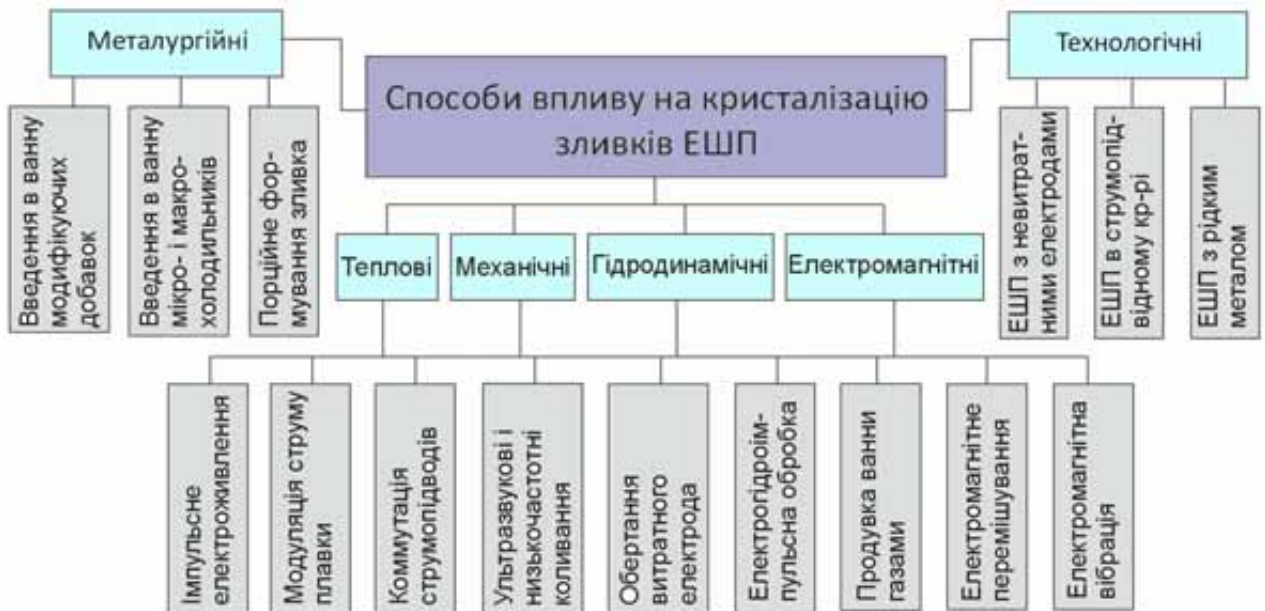 Металургійні
Технологічні
Способи впливу на кристалізацію
зливків ЕШП
Введення в ванну
модифікуючих
добавок
Введення в ванну
мікро- і макро-
холодильників
Порційне фор-
мування зливка
ЕШП з невитрат-
ними електродами
ЕШП в струмопід-
відному кр-рі
ЕШП з рідким
металом
Теплові
Механічні
Гідродинамічні
Електромагнітні
Імпульсне
електроживлення
Модуляція струму
плавки
Коммутація
струмопідводів
Ультразвукові і
низькочастотні
коливання
Обертання
витратного
електрода
Електрогідроім-
пульсна обробка
Продувка ванни
газами
Електромагнітне
перемішування
Електромагнітна
вібрація